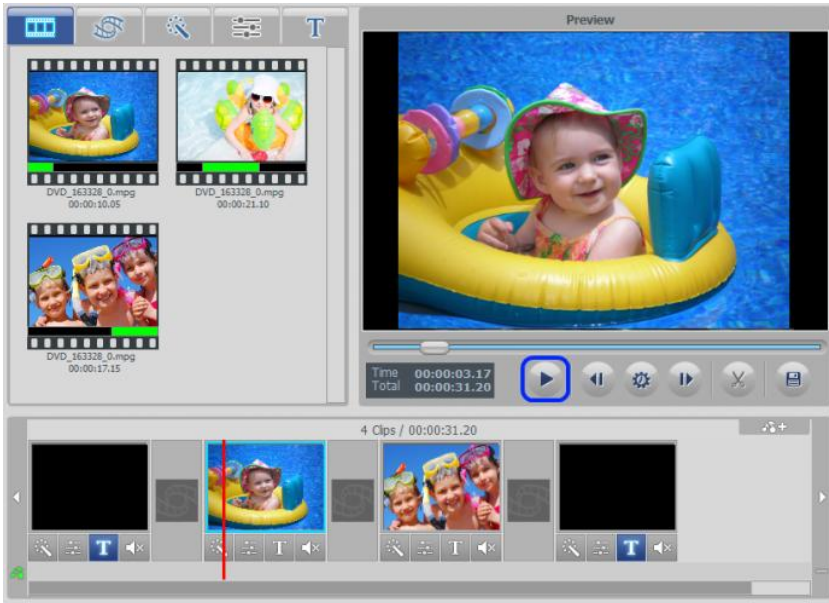 T
Preview
DVD_163328_0.mpg
00:00:10.05
DVD_163328_0.mpg
00:00:21.10
DVD_163328_0.mpg
00:00:17.15
Time 00:00:03.17
Total 00:00:31.20
4 Clips / 00:00:31.20
T T T T